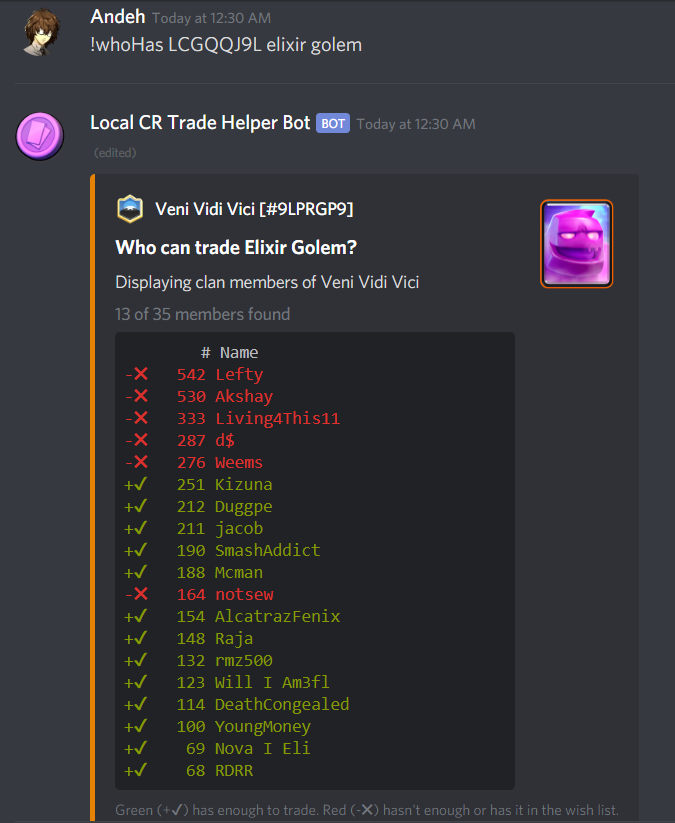 Andeh Today at 12:30 AM
!whoHas LCGQQJ9L elixir golem
Local CR Trade Helper Bot BOT Today at 12:30 AM
(edited)
Veni Vidi Vici [#9LPRGP9]
Who can trade Elixir Golem?
Displaying clan members of Veni Vidi Vici
13 of 35 members found
# Name
-❌ 542 Lefty
-❌ 530 Akshay
-❌ 333 Living4This11
-❌ 287 d$
-❌ 276 Weems
+✓ 251 Kizuna
+✓ 212 Duggpe
+✓ 211 jacob
+✓ 190 SmashAddict
+✓ 188 Mcman
-❌ 164 notsew
+✓ 154 AlcatrazFenix
+✓ 148 Raja
+✓ 132 rmz500
+✓ 123 Will I Am3fl
+✓ 114 DeathCongealed
+✓ 100 YoungMoney
+✓ 69 Nova I Eli
+✓ 68 RDRR
Green (+✓) has enough to trade. Red (-❌) hasn't enough or has it in the wish list.